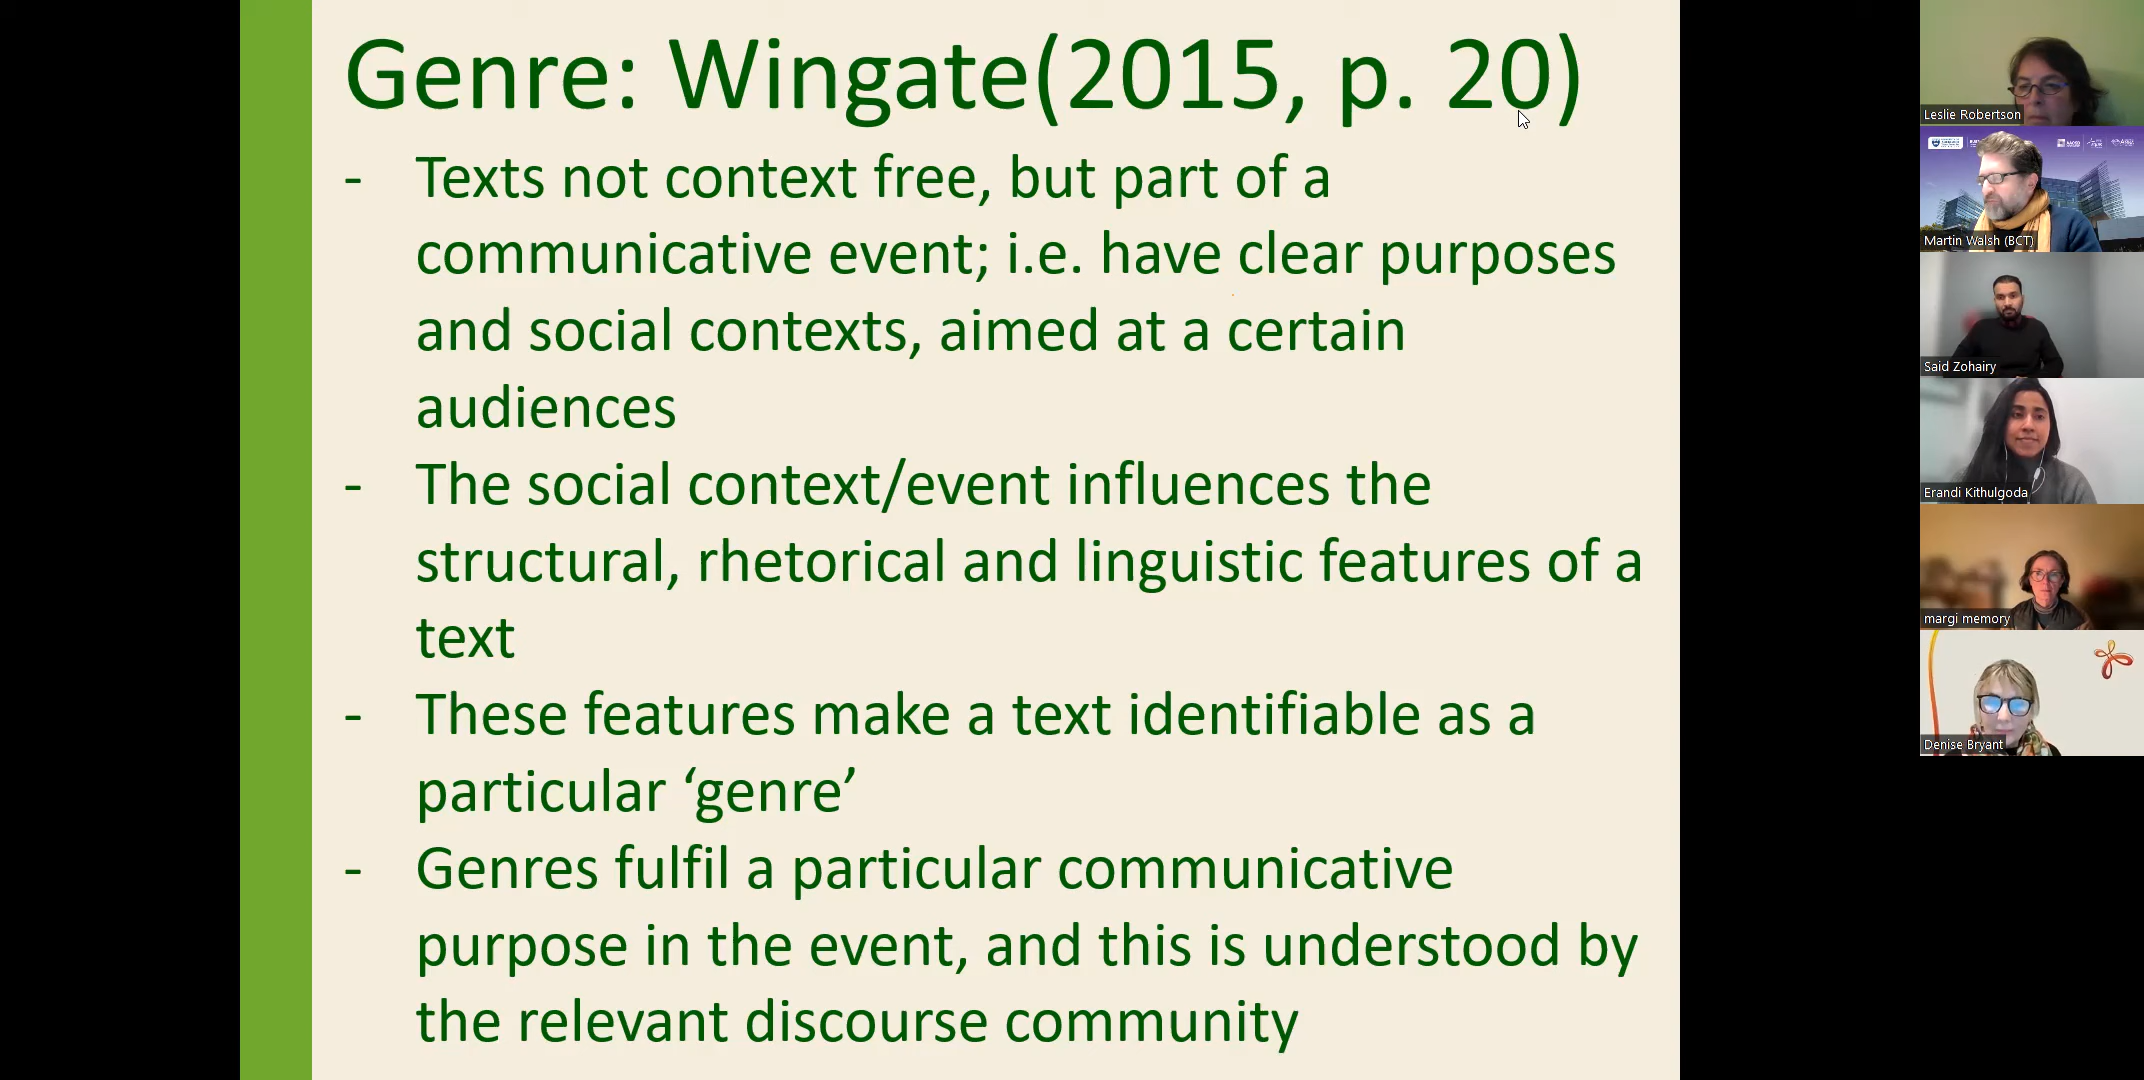 Genre: Wingate(2015, p. 20)
- Texts not context free, but part of a
communicative event; i.e. have clear purposes
and social contexts, aimed at a certain
audiences
- The social context/event influences the
structural, rhetorical and linguistic features of a
text
- These features make a text identifiable as a
particular ‘genre’
- Genres fulfil a particular communicative
purpose in the event, and this is understood by
the relevant discourse community
Leslie Robertson
Martin Walsh (BCT)
Said Zohairy
Erandi Kithulgoda
margi memory
Denise Bryant